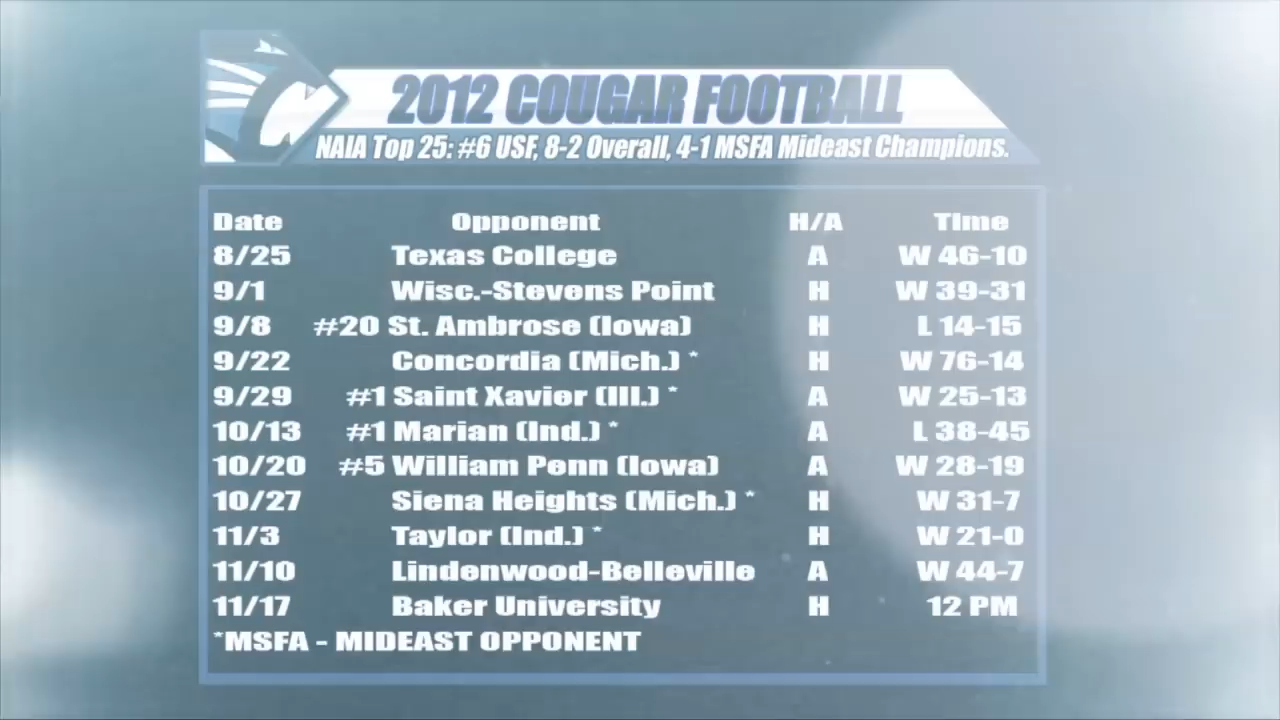 2012 COUGAR FOOTBALL
NAIA Top 25: #6 USF, 8-2 Overall, 4-1 MSFA Mideast Champions.
Date Opponent H/A Time
8/25 Texas College A W 46-10
9/1 Wisc.-Stevens Point H W 39-31
9/8 #20 St. Ambrose (Iowa) H L 14-15
9/22 Concordia (Mich.) * H W 76-14
9/29 #1 Saint Xavier (Ill.) * A W 25-13
10/13 #1 Marian (Ind.) * A L 38-45
10/20 #5 William Penn (Iowa) A W 28-19
10/27 Siena Heights (Mich.) * H W 31-7
11/3 Taylor (Ind.) * H W 21-0
11/10 Lindenwood-Belleville A W 44-7
11/17 Baker University H 12 PM
*MSFA - MIDEAST OPPONENT